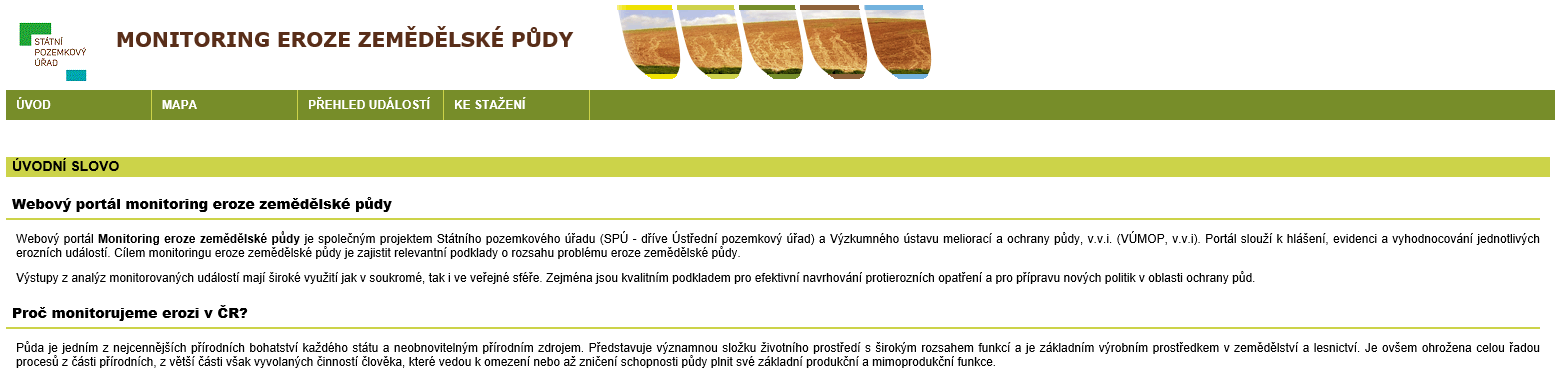 STÁTNÍ
POZEMKOVÝ
ÚŘAD
MONITORING EROZE ZEMĚDĚLSKÉ PŮDY
ÚVOD MAPA PŘEHLED UDÁLOSTÍ KE STAŽENÍ
ÚVODNÍ SLOVO
Webový portál monitoring eroze zemědělské půdy
Webový portál Monitoring eroze zemědělské půdy je společným projektem Státního pozemkového úřadu (SPÚ - dříve Ústřední pozemkový úřad) a Výzkumného ústavu meliorací a ochrany půdy, v.v.i. (VÚMOP, v.v.i). Portál slouží k hlášení, evidenci a vyhodnocování jednotlivých
erozních událostí. Cílem monitoringu eroze zemědělské půdy je zajistit relevantní podklady o rozsahu problému eroze zemědělské půdy.
Výstupy z analýz monitorovaných událostí mají široké využití jak v soukromé, tak i ve veřejné sféře. Zejména jsou kvalitním podkladem pro efektivní navrhování protierozních opatření a pro přípravu nových politik v oblasti ochrany půd.
Proč monitorujeme erozi v ČR?
Půda je jedním z nejcennějších přírodních bohatství každého státu a neobnovitelným přírodním zdrojem. Představuje významnou složku životního prostředí s širokým rozsahem funkcí a je základním výrobním prostředkem v zemědělství a lesnictví. Je ovšem ohrožena celou řadou
procesů z části přírodních, z větší části však vyvolaných činností člověka, které vedou k omezení nebo až zničení schopnosti půdy plnit své základní produkční a mimoprodukční funkce.